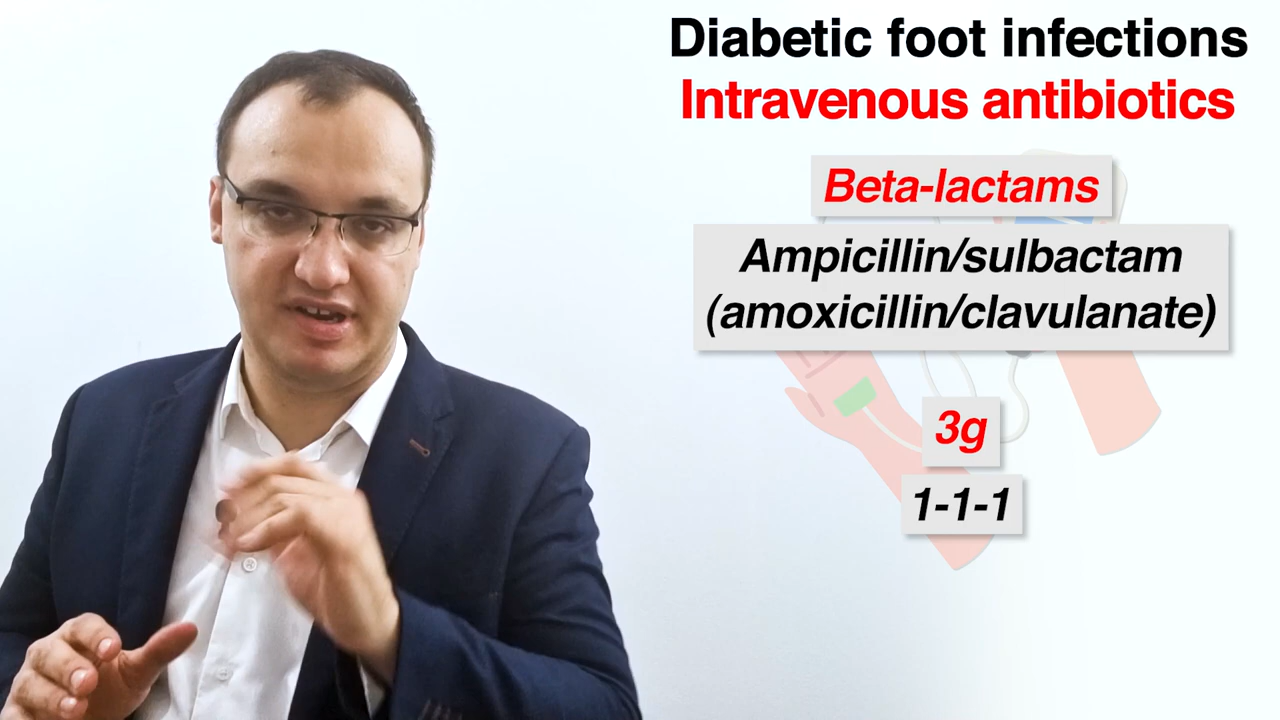 Diabetic foot infections
Intravenous antibiotics
Beta-lactams
Ampicillin/sulbactam
(amoxicillin/clavulanate)
3g
1-1-1